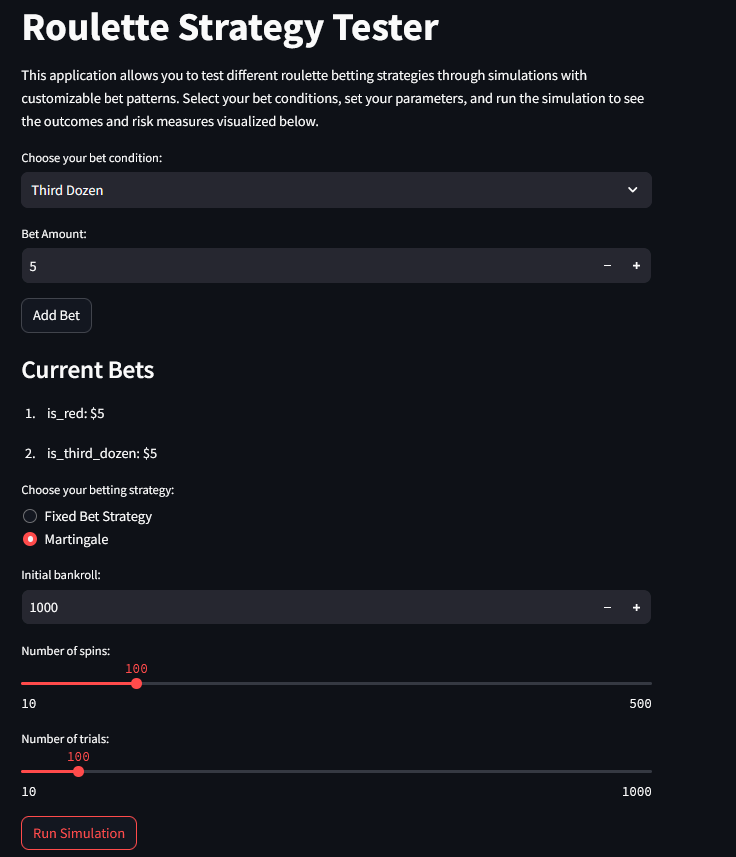 Roulette Strategy Tester
This application allows you to test different roulette betting strategies through simulations with
customizable bet patterns. Select your bet conditions, set your parameters, and run the simulation to see
the outcomes and risk measures visualized below.
Choose your bet condition:
Third Dozen
Bet Amount:
5 − +
Add Bet
Current Bets
1. is_red: $5
2. is_third_dozen: $5
Choose your betting strategy:
Fixed Bet Strategy
Martingale
Initial bankroll:
1000 − +
Number of spins:
100
10 500
Number of trials:
100
10 1000
Run Simulation